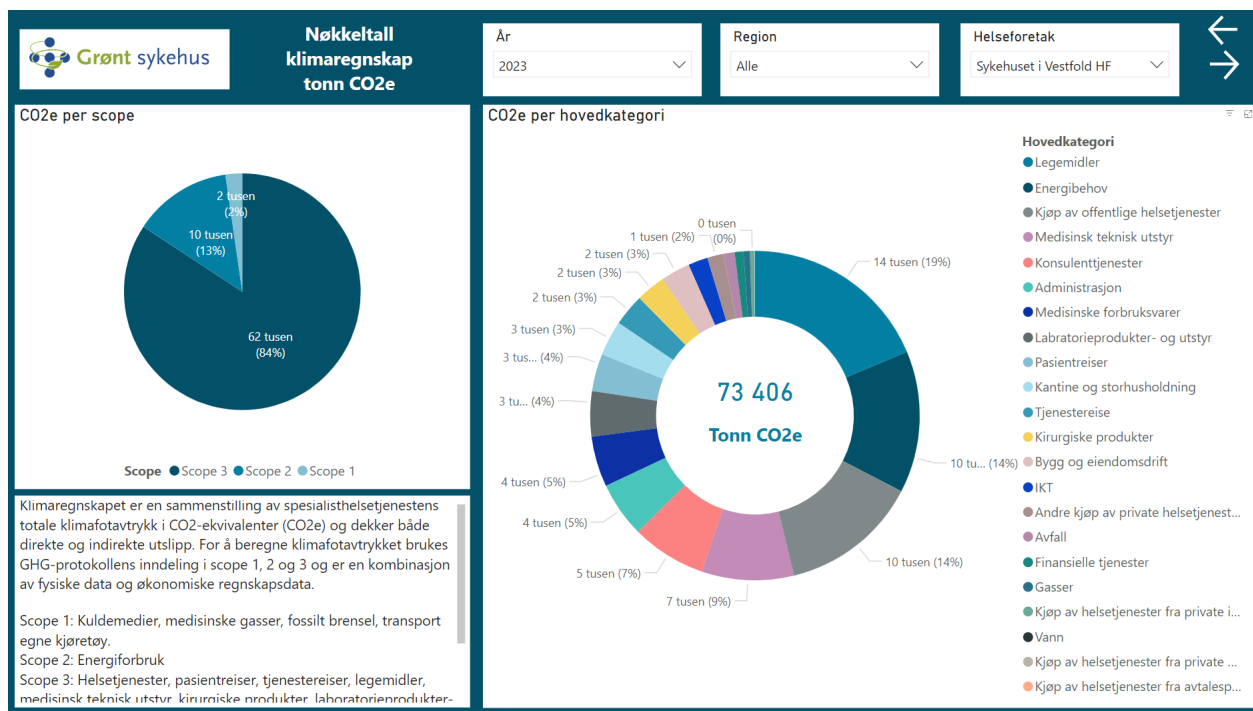 Grønt sykehus
Nøkkeltall
klimaregnskap
tonn CO2e
År
2023
Region
Alle
Helseforetak
Sykehuset i Vestfold HF
CO2e per scope
2 tusen
(2%)
10 tusen
(13%)
62 tusen
(84%)
Scope Scope 3 Scope 2 Scope 1
Klimaregnskapet er en sammenstilling av spesialisthelsetjenestens
totale klimafotavtrykk i CO2-ekvivalenter (CO2e) og dekker både
direkte og indirekte utslipp. For å beregne klimafotavtrykket brukes
GHG-protokollens inndeling i scope 1, 2 og 3 og er en kombinasjon
av fysiske data og økonomiske regnskapsdata.
Scope 1: Kuldemedier, medisinske gasser, fossilt brensel, transport
egne kjøretøy.
Scope 2: Energiforbruk
Scope 3: Helsetjenester, pasientreiser, tjenestereiser, legemidler,
medisinsk teknisk utstyr, kirurgiske produkter, laboratorieprodukter-
CO2e per hovedkategori
0 tusen
(0%)
1 tusen (2%)
2 tusen (3%)
2 tusen (3%)
2 tusen (3%)
3 tusen (3%)
3 tus... (4%)
3 tu... (4%)
4 tusen (5%)
4 tusen (5%)
5 tusen (7%)
7 tusen (9%)
10 tusen (14%)
10 tu... (14%)
14 tusen (19%)
73 406
Tonn CO2e
Hovedkategori
Legemidler
Energibehov
Kjøp av offentlige helsetjenester
Medisinsk teknisk utstyr
Konsulenttjenester
Administrasjon
Medisinske forbruksvarer
Labratorieprodukter- og utstyr
Pasientreiser
Kantine og storhusholdning
Tjenestereise
Kirurgiske produkter
Bygg og eiendomsdrift
IKT
Andre kjøp av private helsetjenest...
Avfall
Finansielle tjenester
Gasser
Kjøp av helsetjenester fra private i...
Vann
Kjøp av helsetjenester fra private ...
Kjøp av helsetjenester fra avtalesp...